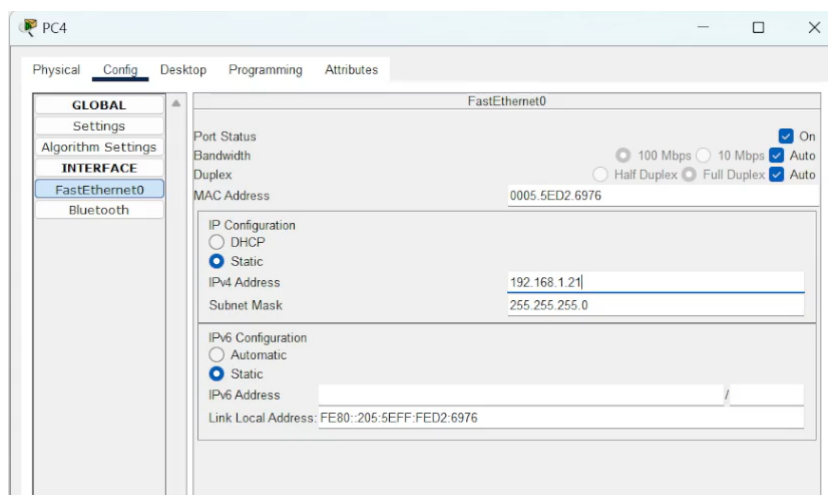 PC4
Physical Config Desktop Programming Attributes
GLOBAL
Settings
Algorithm Settings
INTERFACE
FastEthernet0
Bluetooth
FastEthernet0
Port Status On
Bandwidth 100 Mbps 10 Mbps Auto
Duplex Half Duplex Full Duplex Auto
MAC Address 0005.5ED2.6976
IP Configuration
DHCP
Static
IPv4 Address 192.168.1.21
Subnet Mask 255.255.255.0
IPv6 Configuration
Automatic
Static
IPv6 Address /
Link Local Address: FE80::205:5EFF:FED2:6976